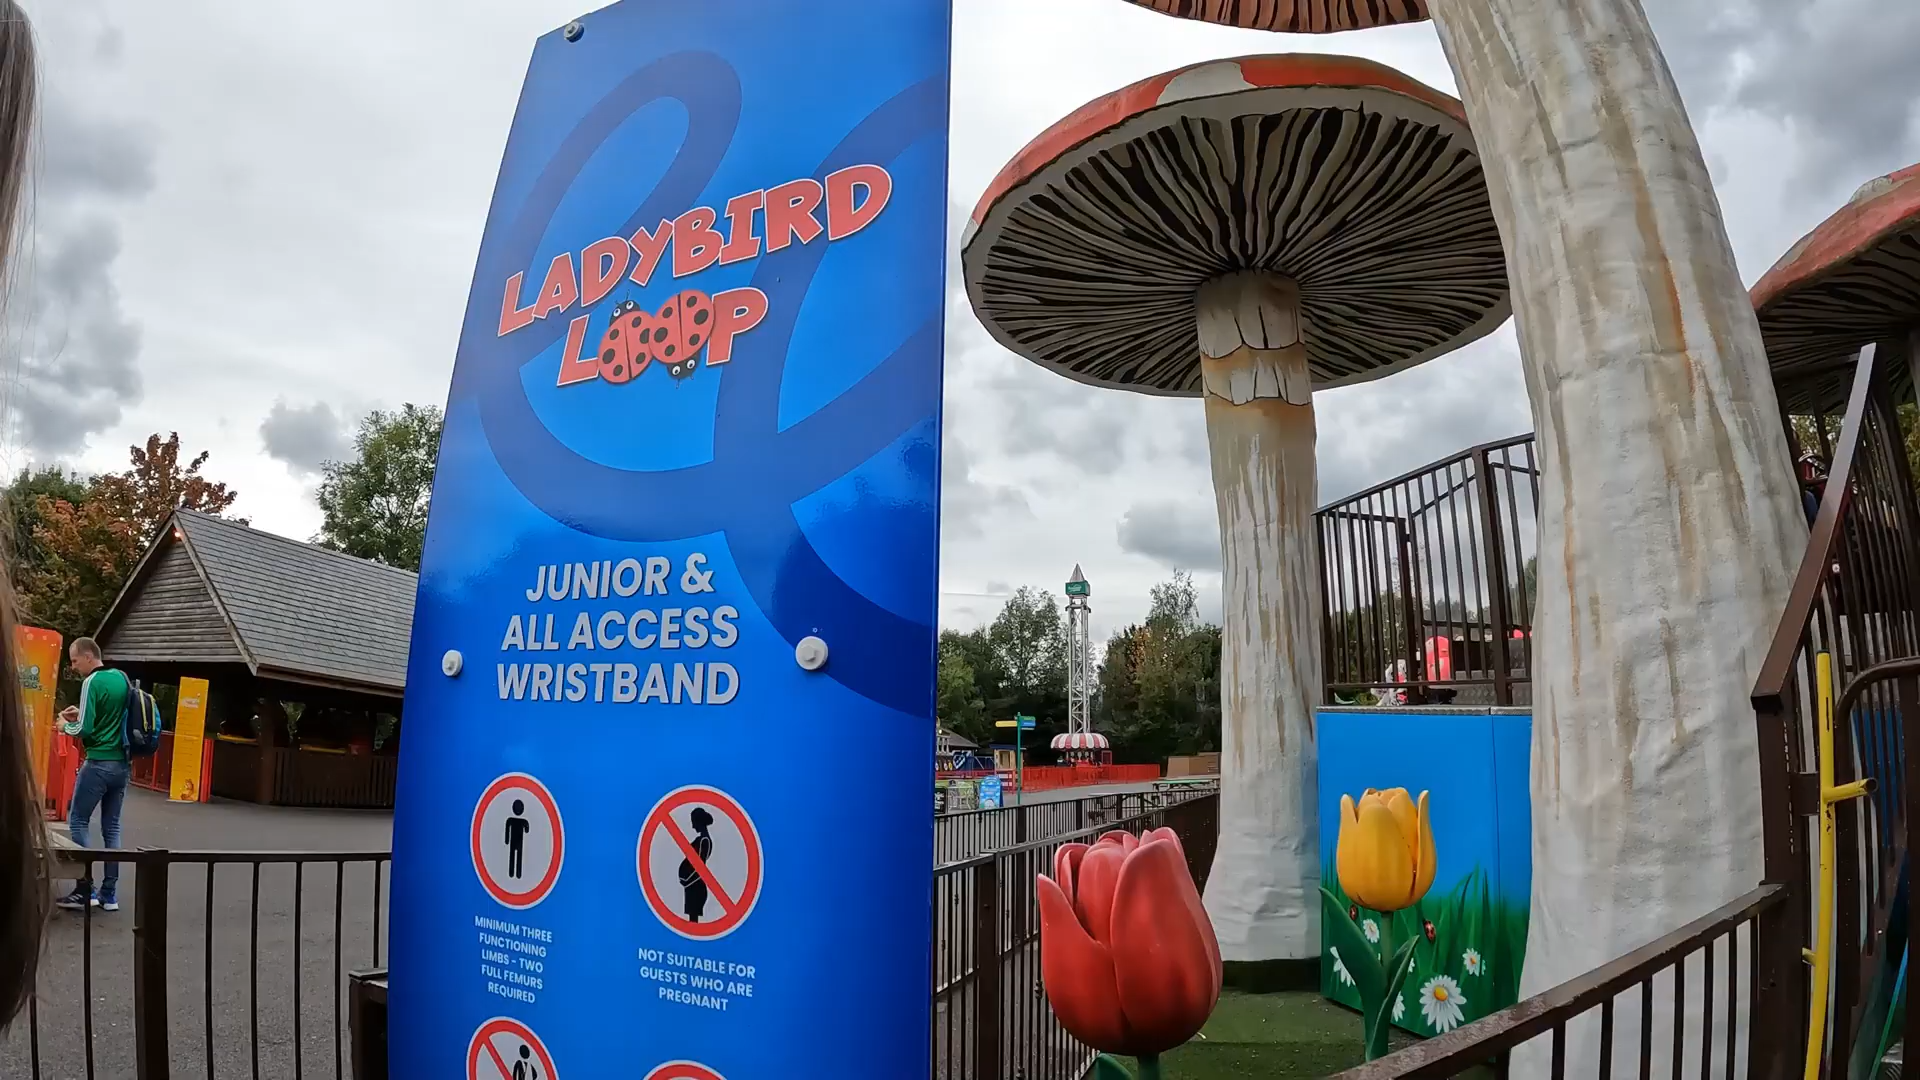 LADYBIRD
LOOP
JUNIOR &
ALL ACCESS
WRISTBAND
MINIMUM THREE
FUNCTIONING
LIMBS - TWO
FULL FEMURS
REQUIRED
NOT SUITABLE FOR
GUESTS WHO ARE
PREGNANT